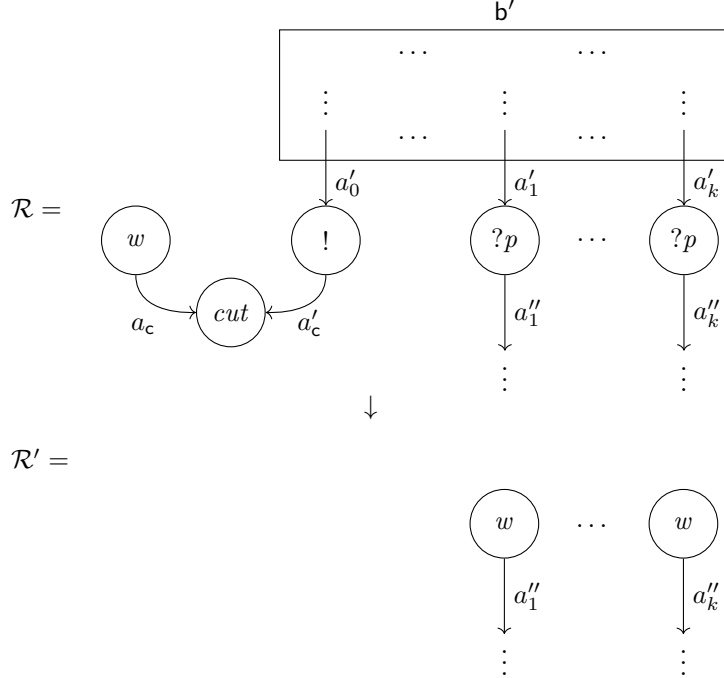 b′
⋯ ⋯
⋮ ⋮ ⋮
⋯ ⋯
a′₀ a′₁ a′ₖ
ℛ =
w ! ?p ⋯ ?p
cut
a_c a′_c a″₁ a″ₖ
⋮ ⋮
↓
ℛ′ =
w ⋯ w
a″₁ a″ₖ
⋮ ⋮